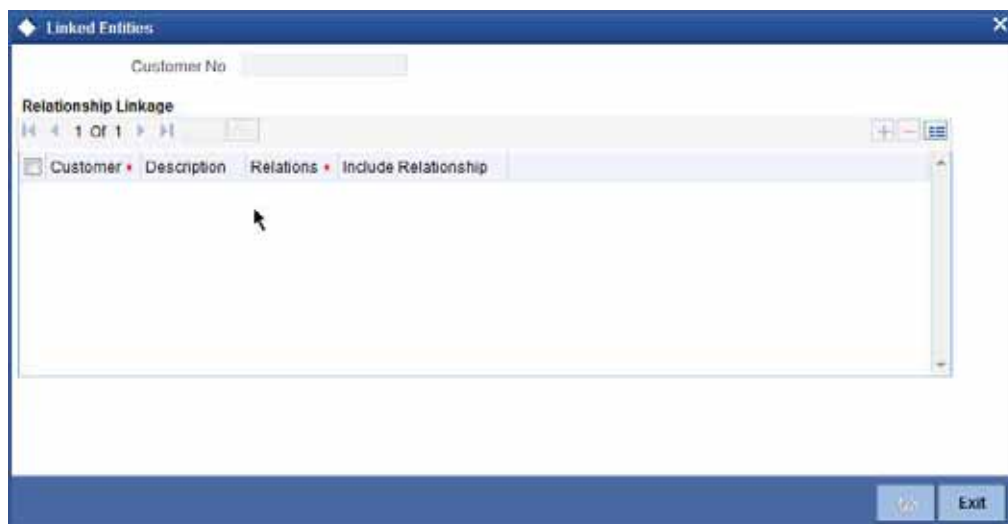 Linked Entities
Customer No
Relationship Linkage
1 Of 1
Customer * Description Relations * Include Relationship
Exit